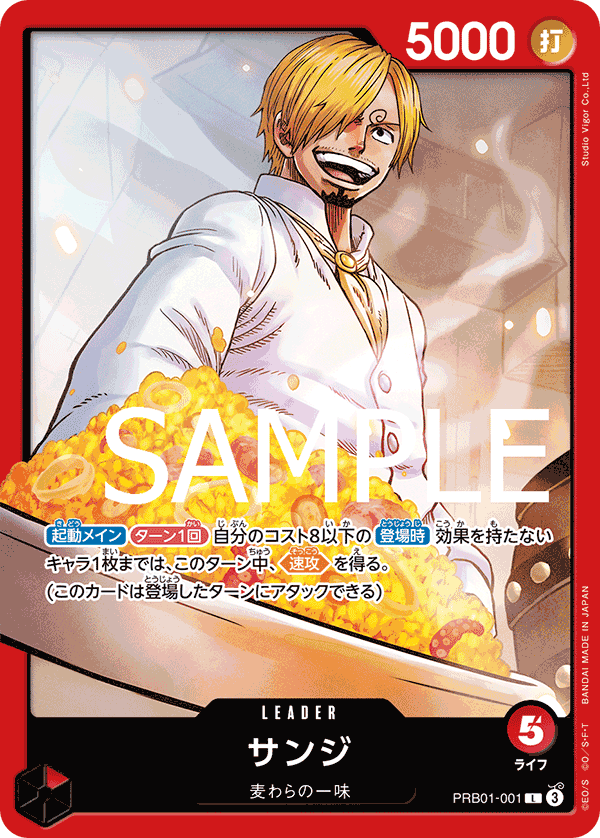 5000 打
Studio Vigor Co.,Ltd
SAMPLE
起動メイン ターン1回 自分のコスト8以下の 登場時 効果を持たない
キャラ1枚までは、このターン中、速攻 を得る。
(このカードは登場したターンにアタックできる)
LEADER
サンジ
麦わらの一味
5
ライフ
PRB01-001 L 3
©E/O/S ©O/S・F・T BANDAI MADE IN JAPAN